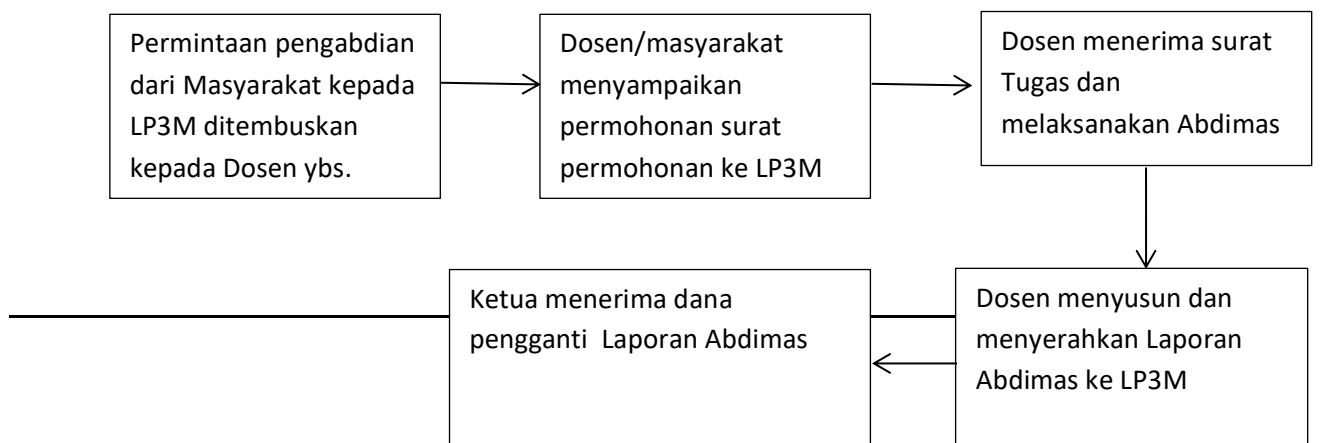 Permintaan pengabdian
dari Masyarakat kepada
LP3M ditembuskan
kepada Dosen ybs.
Dosen/masyarakat
menyampaikan
permohonan surat
permohonan ke LP3M
Dosen menerima surat
Tugas dan
melaksanakan Abdimas
Dosen menyusun dan
menyerahkan Laporan
Abdimas ke LP3M
Ketua menerima dana
pengganti Laporan Abdimas